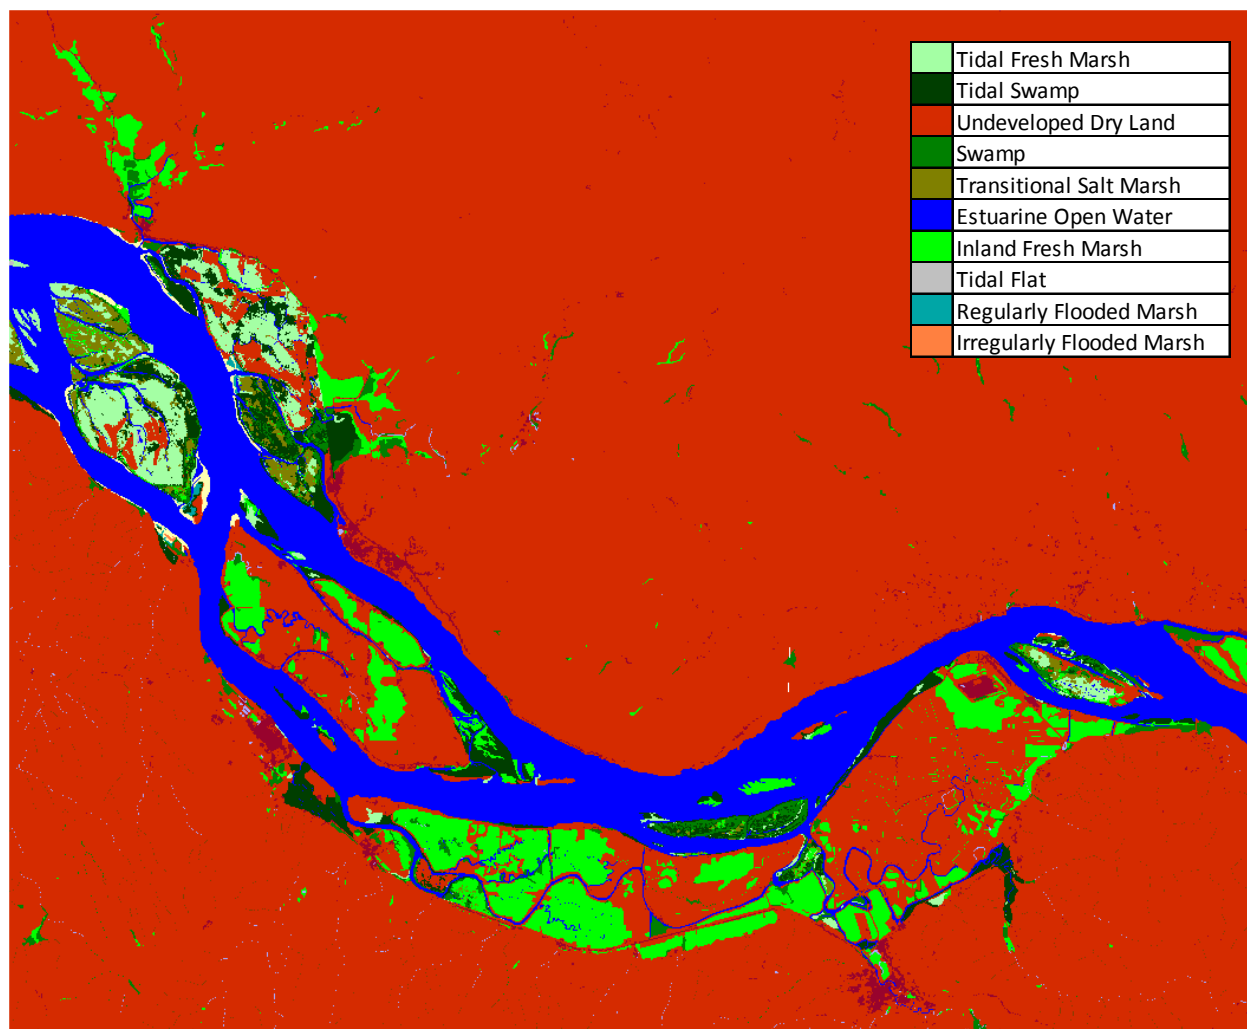 Tidal Fresh Marsh
Tidal Swamp
Undeveloped Dry Land
Swamp
Transitional Salt Marsh
Estuarine Open Water
Inland Fresh Marsh
Tidal Flat
Regularly Flooded Marsh
Irregularly Flooded Marsh